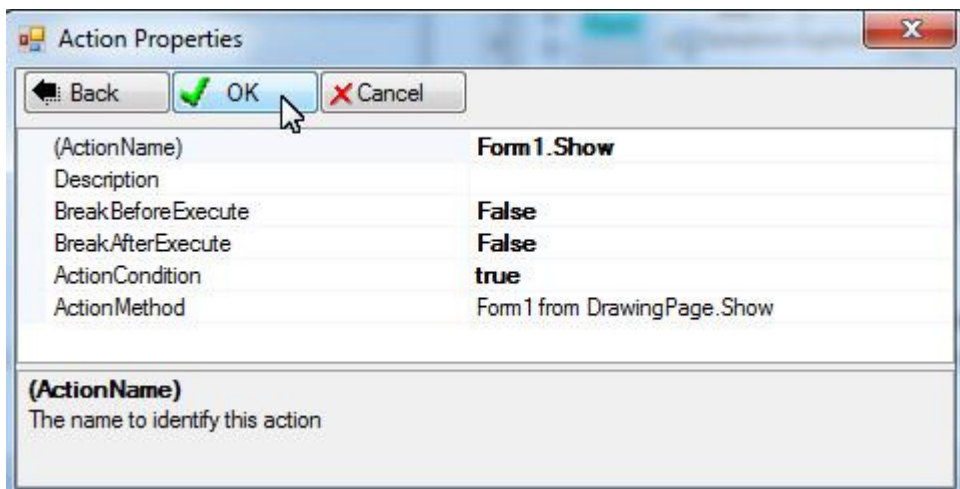 Action Properties
Back OK Cancel
(ActionName) Form1.Show
Description
BreakBeforeExecute False
BreakAfterExecute False
ActionCondition true
ActionMethod Form1 from DrawingPage.Show
(ActionName)
The name to identify this action